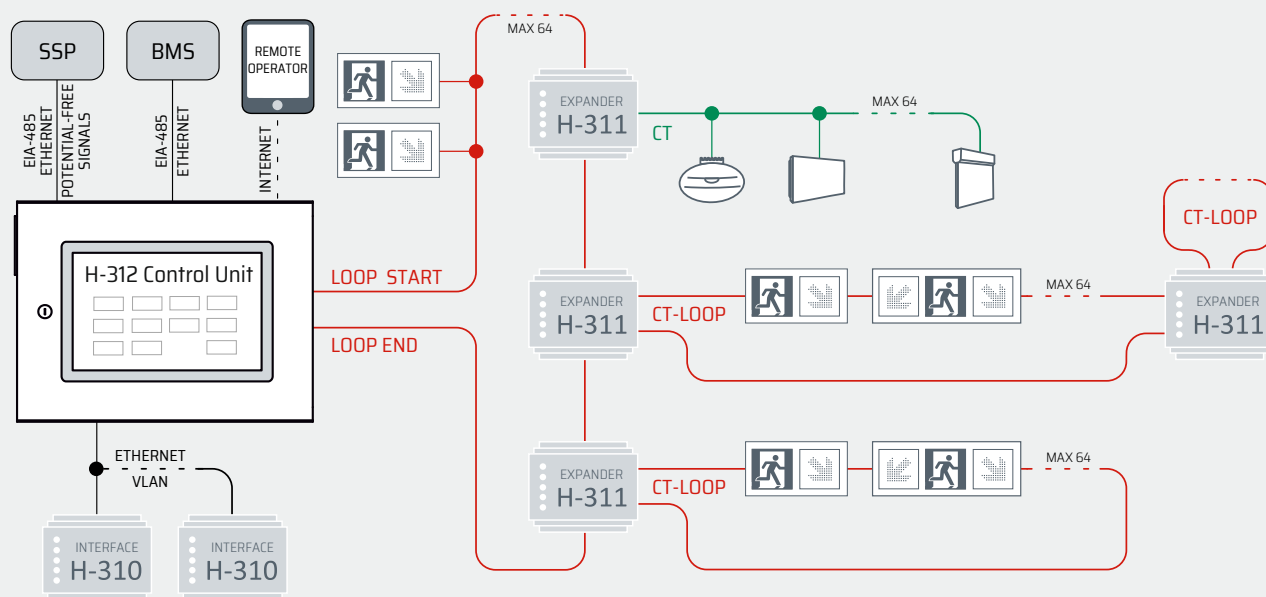 SSP
BMS
REMOTE
OPERATOR
EIA-485
ETHERNET
POTENTIAL-FREE
SIGNALS
EIA-485
ETHERNET
INTERNET
H-312 Control Unit
LOOP START
LOOP END
ETHERNET
VLAN
INTERFACE
H-310
INTERFACE
H-310
MAX 64
EXPANDER
H-311
CT
MAX 64
EXPANDER
H-311
CT-LOOP
MAX 64
CT-LOOP
EXPANDER
H-311
EXPANDER
H-311
CT-LOOP
MAX 64